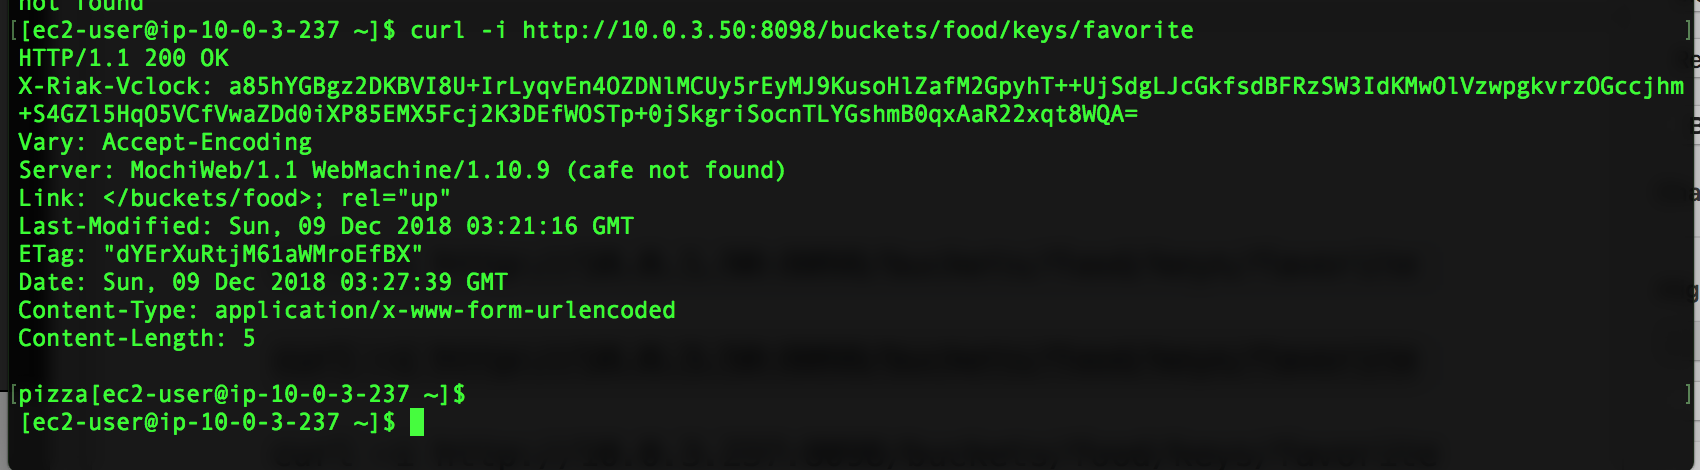 not found
[[ec2-user@ip-10-0-3-237 ~]$ curl -i http://10.0.3.50:8098/buckets/food/keys/favorite ]
HTTP/1.1 200 OK
X-Riak-Vclock: a85hYGBgz2DKBVI8U+IrLyqvEn4OZDNlMCUy5rEyMJ9KusoHlZafM2GpyhT++UjSdgLJcGkfsdBFRzSW3IdKMwOlVzwpgkvrzOGccjhm
+S4GZl5HqO5VCfVwaZDd0iXP85EMX5Fcj2K3DEfWOSTp+0jSkgriSocnTLYGshmB0qxAaR22xqt8WQA=
Vary: Accept-Encoding
Server: MochiWeb/1.1 WebMachine/1.10.9 (cafe not found)
Link: </buckets/food>; rel="up"
Last-Modified: Sun, 09 Dec 2018 03:21:16 GMT
ETag: "dYErXuRtjM61aWMroEfBX"
Date: Sun, 09 Dec 2018 03:27:39 GMT
Content-Type: application/x-www-form-urlencoded
Content-Length: 5
[pizza[ec2-user@ip-10-0-3-237 ~]$ ]
[ec2-user@ip-10-0-3-237 ~]$